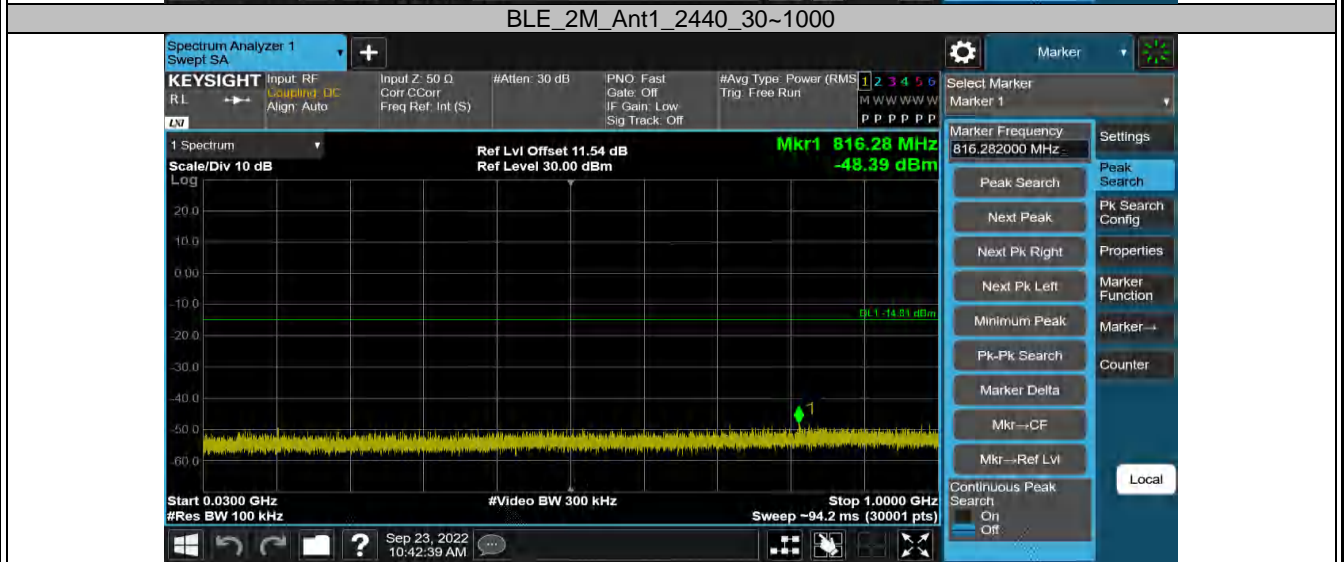 BLE_2M_Ant1_2440_30~1000
Spectrum Analyzer 1
Swept SA
+
Marker
KEYSIGHT
RL
LXI
Input: RF
Coupling: DC
Align: Auto
Input Z: 50 Ω
Corr CCorr
Freq Ref: Int (S)
#Atten: 30 dB
PNO: Fast
Gate: Off
IF Gain: Low
Sig Track: Off
#Avg Type: Power (RMS
Trig: Free Run
1 2 3 4 5 6
M W W W W W
P P P P P P
Select Marker
Marker 1
1 Spectrum
Scale/Div 10 dB
Log
Ref Lvl Offset 11.54 dB
Ref Level 30.00 dBm
Mkr1 816.28 MHz
-48.39 dBm
20.0
10.0
0.00
-10.0
-20.0
-30.0
-40.0
-50.0
-60.0
DL1 -14.81 dBm
1
Start 0.0300 GHz
#Res BW 100 kHz
#Video BW 300 kHz
Stop 1.0000 GHz
Sweep ~94.2 ms (30001 pts)
Marker Frequency
816.282000 MHz
Peak Search
Next Peak
Next Pk Right
Next Pk Left
Minimum Peak
Pk-Pk Search
Marker Delta
Mkr→CF
Mkr→Ref Lvl
Continuous Peak
Search
On
Off
Settings
Peak
Search
Pk Search
Config
Properties
Marker
Function
Marker→
Counter
Local
?
Sep 23, 2022
10:42:39 AM